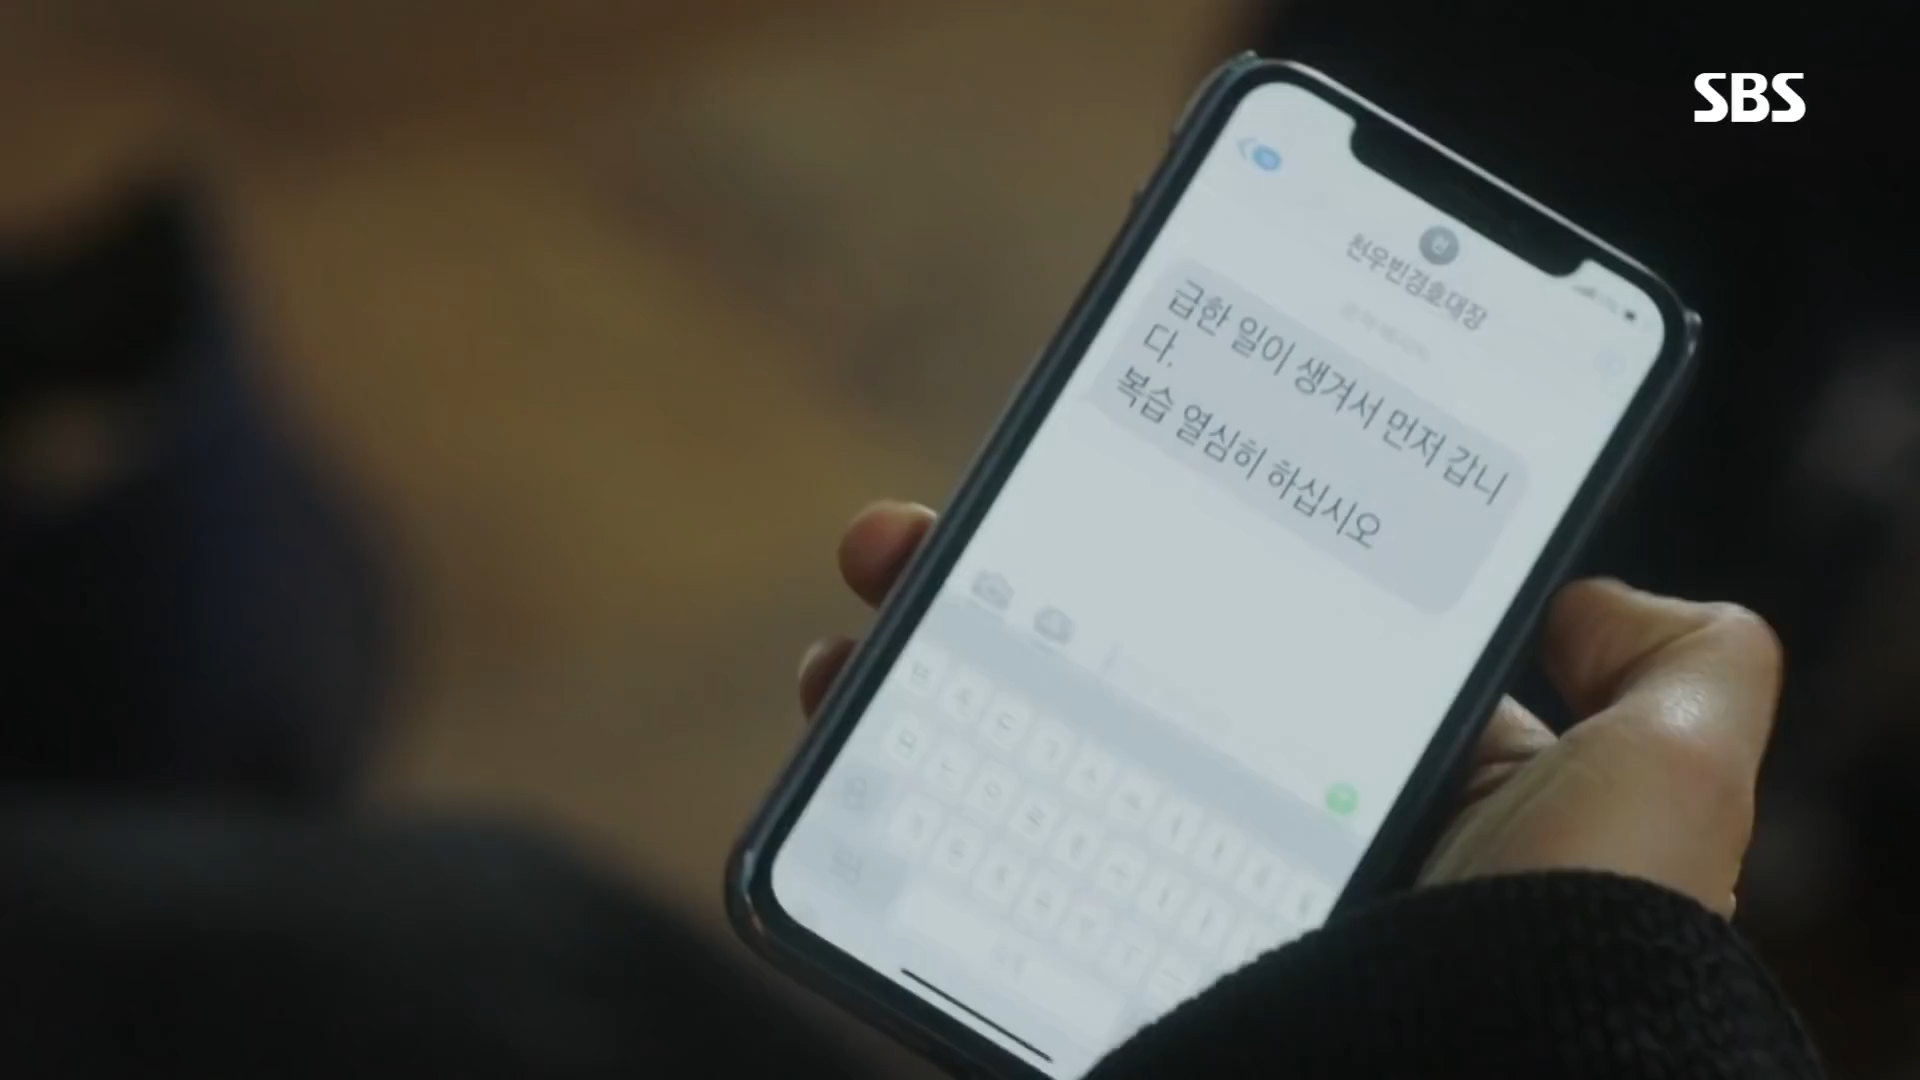 SBS
천
천우빈경호대장
급한 일이 생겨서 먼저 갑니
다.
복습 열심히 하십시오